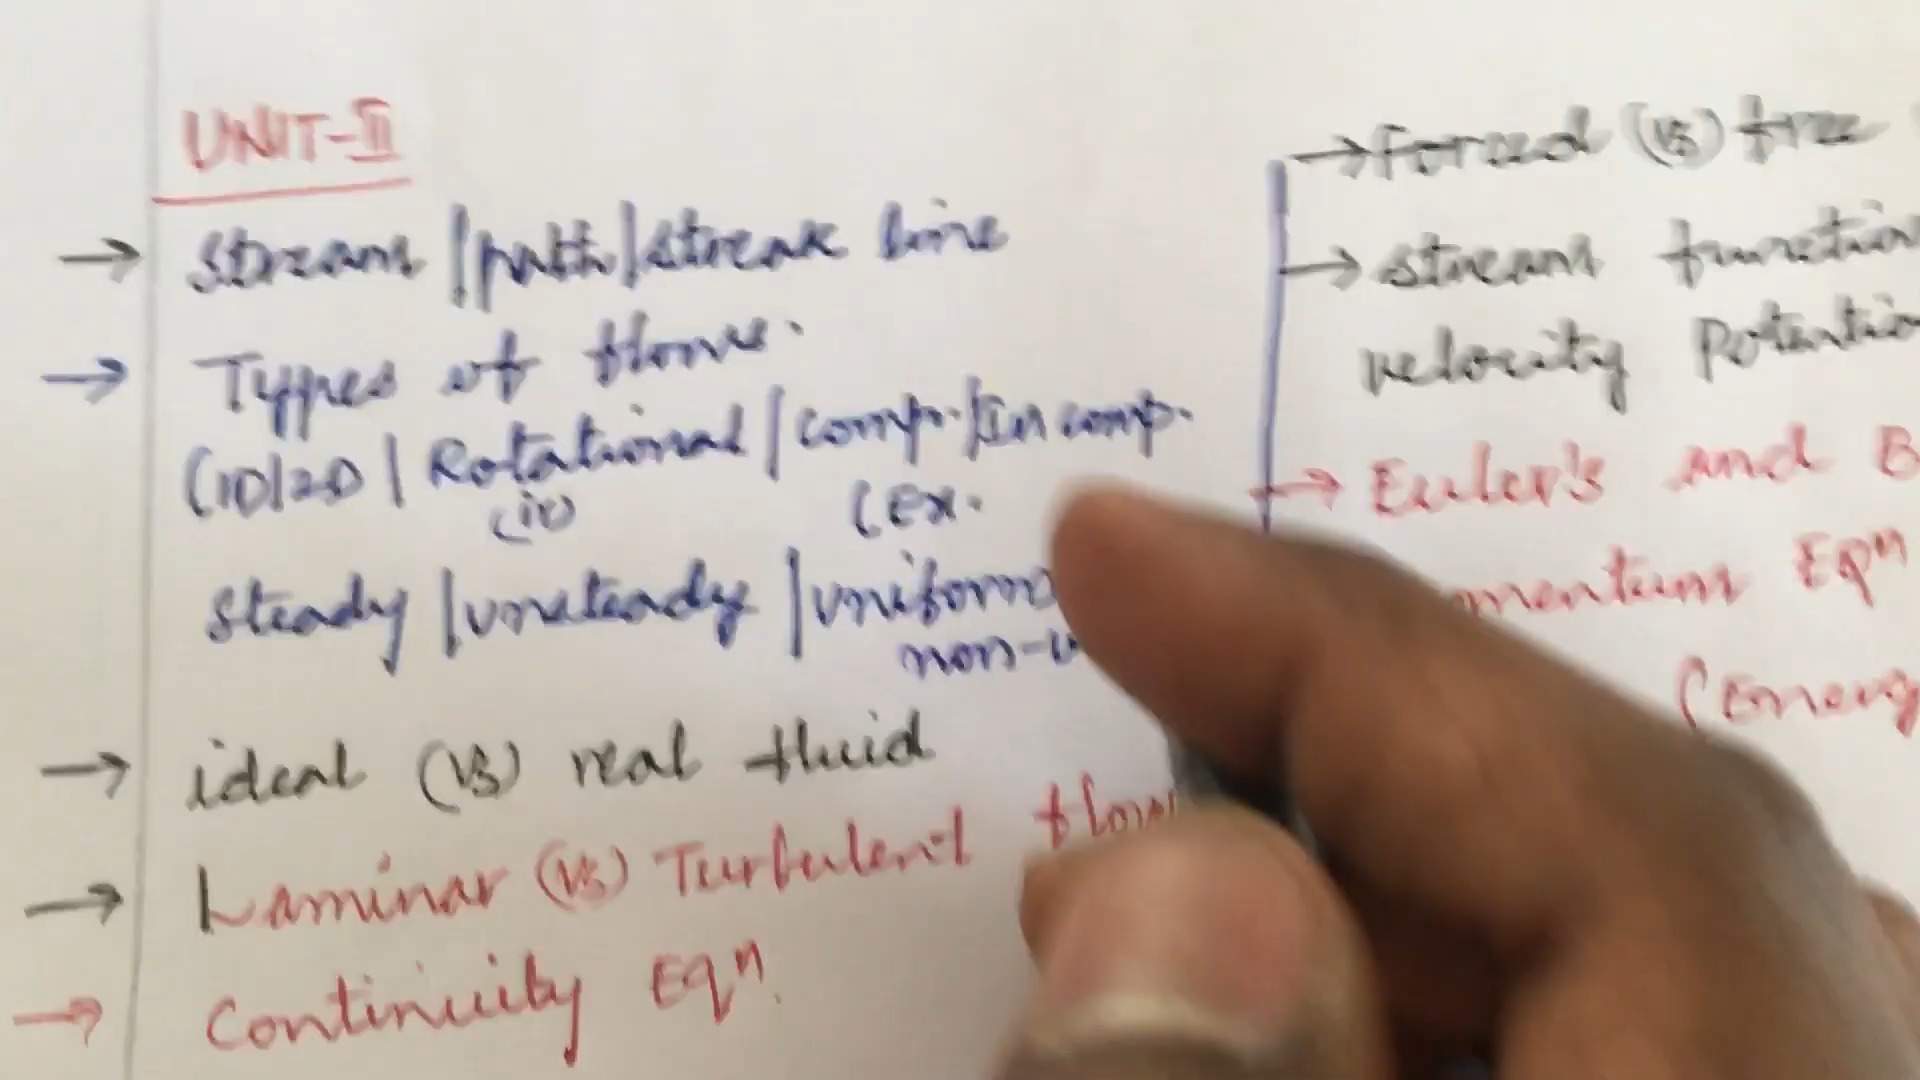 UNIT-II
→ stream | path | streak line
→ Types of flows.
(1D|2D | Rotational | comp. | In comp.
(ir) (Ex.
steady | unsteady | uniform
non-u
→ ideal (vs) real fluid
→ Laminar (vs) Turbulent flow
→ Continuity Eqn.
→ Forced (vs) free
→ stream function
velocity Potential
→ Euler's and B
mentum Eqn
(Energ